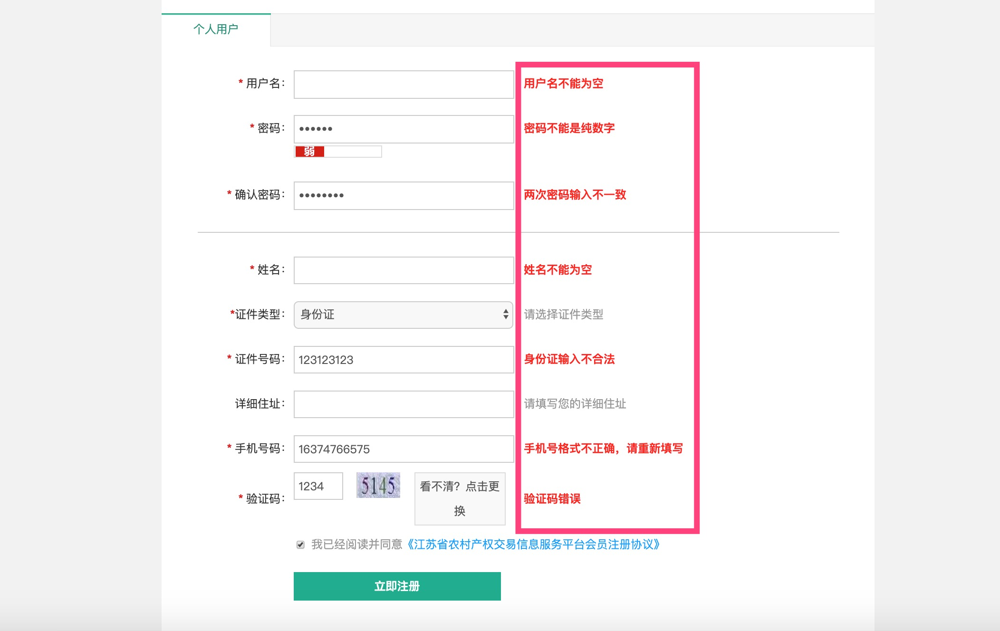 个人用户
* 用户名： 用户名不能为空
* 密码： •••••• 密码不能是纯数字
弱
* 确认密码： •••••••• 两次密码输入不一致
* 姓名： 姓名不能为空
*证件类型： 身份证 请选择证件类型
* 证件号码： 123123123 身份证输入不合法
详细住址： 请填写您的详细住址
* 手机号码： 16374766575 手机号格式不正确，请重新填写
* 验证码： 1234 5145 看不清？点击更 验证码错误
换
我已经阅读并同意《江苏省农村产权交易信息服务平台会员注册协议》
立即注册